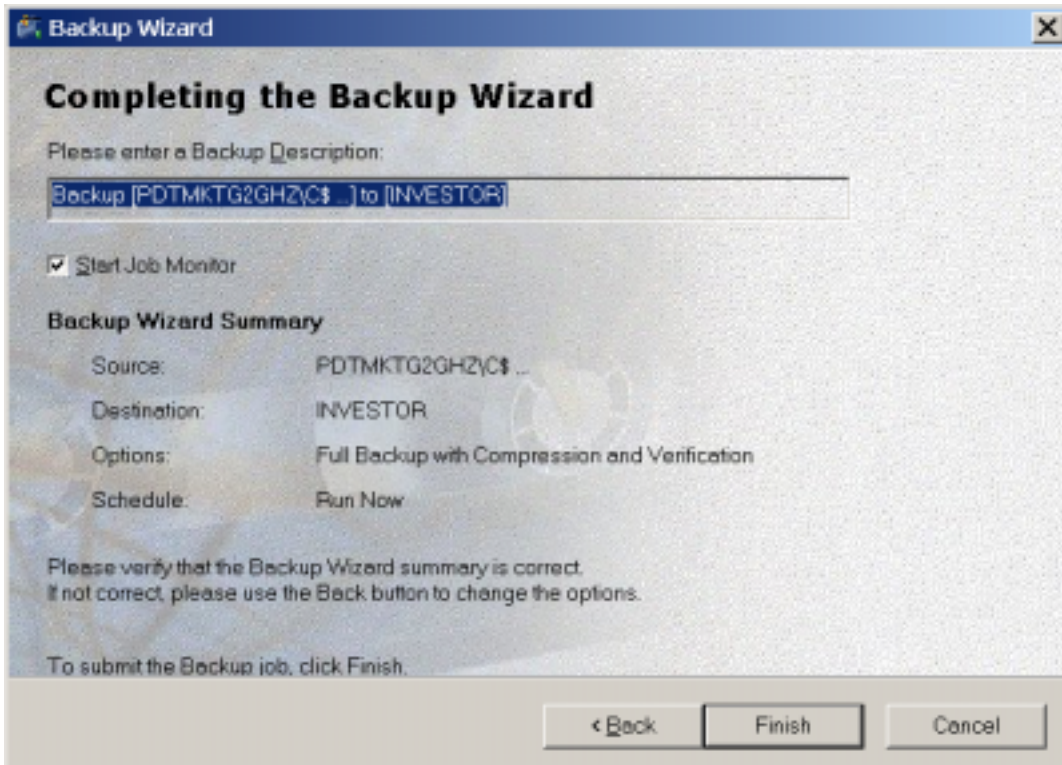 Backup Wizard
Completing the Backup Wizard
Please enter a Backup Description:
Backup [PDTMKTG2GHZ\C$ ...] to [INVESTOR]
Start Job Monitor
Backup Wizard Summary
Source: PDTMKTG2GHZ\C$ ...
Destination: INVESTOR
Options: Full Backup with Compression and Verification
Schedule: Run Now
Please verify that the Backup Wizard summary is correct.
If not correct, please use the Back button to change the options.
To submit the Backup job, click Finish.
< Back Finish Cancel